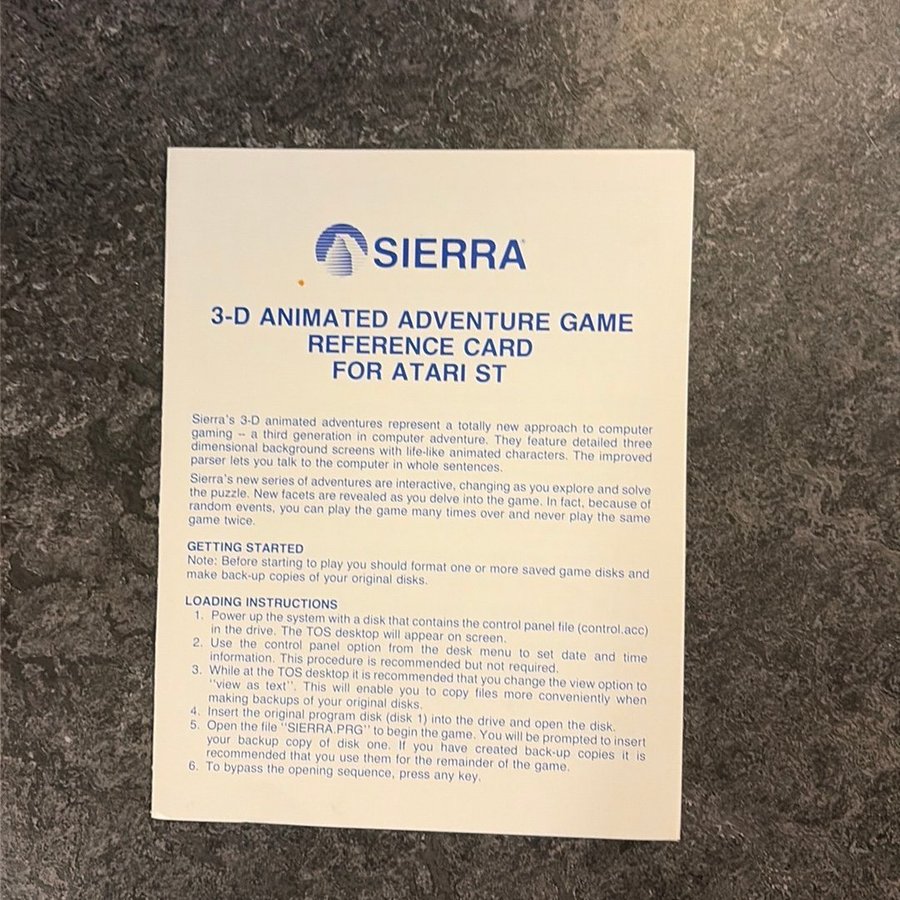 SIERRA
3-D ANIMATED ADVENTURE GAME
REFERENCE CARD
FOR ATARI ST
Sierra's 3-D animated adventures represent a totally new approach to computer
gaming – a third generation in computer adventure. They feature detailed three
dimensional background screens with life-like animated characters. The improved
parser lets you talk to the computer in whole sentences.
Sierra's new series of adventures are interactive, changing as you explore and solve
the puzzle. New facets are revealed as you delve into the game. In fact, because of
random events, you can play the game many times over and never play the same
game twice.
GETTING STARTED
Note: Before starting to play you should format one or more saved game disks and
make back-up copies of your original disks.
LOADING INSTRUCTIONS
1. Power up the system with a disk that contains the control panel file (control.acc)
in the drive. The TOS desktop will appear on screen.
2. Use the control panel option from the desk menu to set date and time
information. This procedure is recommended but not required.
3. While at the TOS desktop it is recommended that you change the view option to
''view as text''. This will enable you to copy files more conveniently when
making backups of your original disks.
4. Insert the original program disk (disk 1) into the drive and open the disk.
5. Open the file ''SIERRA.PRG'' to begin the game. You will be prompted to insert
your backup copy of disk one. If you have created back-up copies it is
recommended that you use them for the remainder of the game.
6. To bypass the opening sequence, press any key.